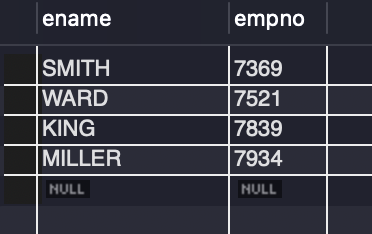 ename empno
SMITH 7369
WARD 7521
KING 7839
MILLER 7934
NULL NULL